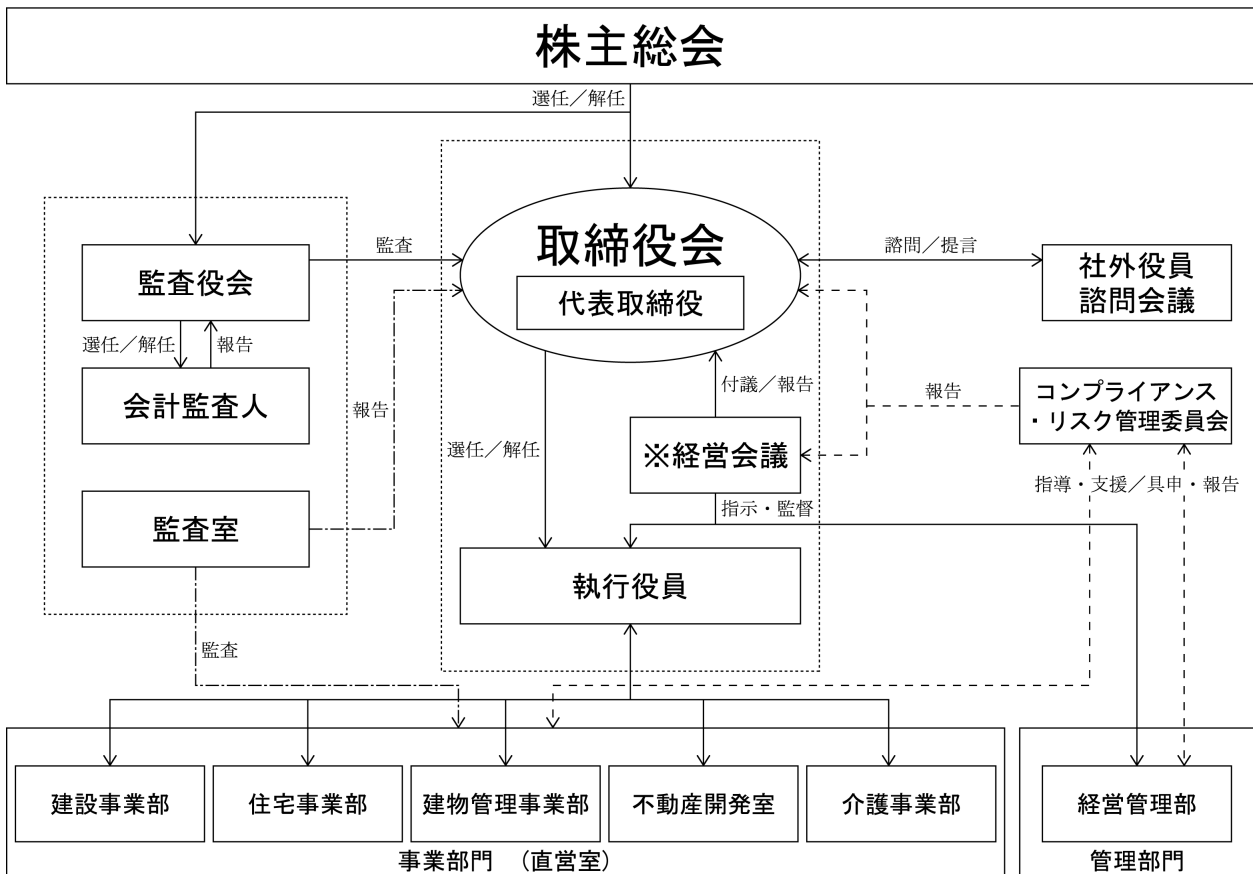 株主総会
選任／解任
取締役会
代表取締役
監査
諮問／提言
監査役会
社外役員
諮問会議
選任／解任
報告
会計監査人
報告
付議／報告
報告
コンプライアンス
・リスク管理委員会
選任／解任
※経営会議
指示・監督
指導・支援／具申・報告
監査室
執行役員
監査
建設事業部
住宅事業部
建物管理事業部
不動産開発室
介護事業部
経営管理部
事業部門　（直営室）
管理部門